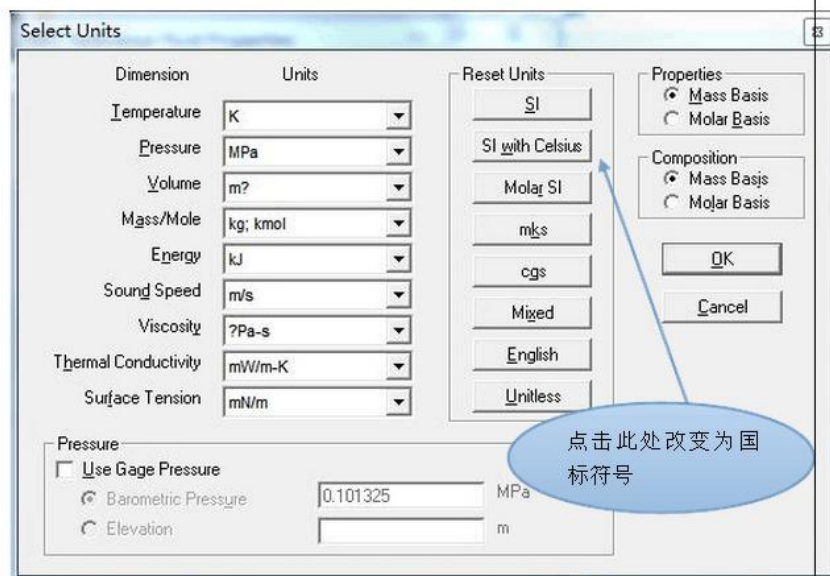 Select Units
Dimension Units
Temperature K
Pressure MPa
Volume m?
Mass/Mole kg; kmol
Energy kJ
Sound Speed m/s
Viscosity ?Pa-s
Thermal Conductivity mW/m-K
Surface Tension mN/m
Reset Units
SI
SI with Celsius
Molar SI
mks
cgs
Mixed
English
Unitless
Properties
Mass Basis
Molar Basis
Composition
Mass Basis
Molar Basis
OK
Cancel
Pressure
Use Gage Pressure
Barometric Pressure 0.101325 MPa
Elevation m
点击此处改变为国
标符号